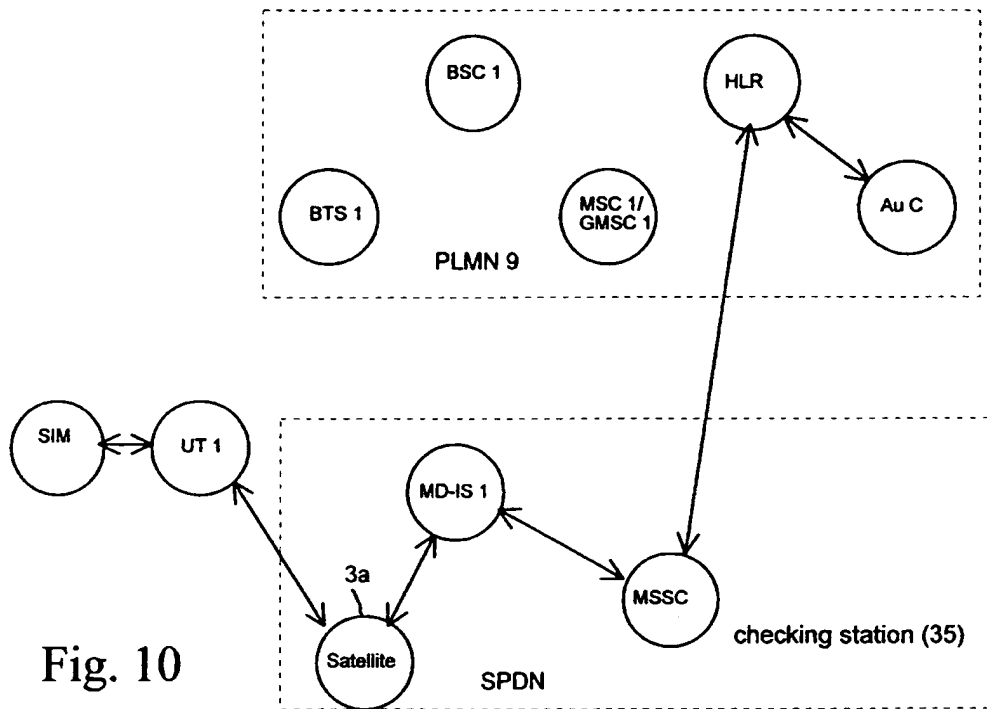 BSC 1
HLR
BTS 1
MSC 1/
GMSC 1
Au C
PLMN 9
SIM
UT 1
MD-IS 1
3a
MSSC
checking station (35)
Satellite
SPDN
Fig. 10